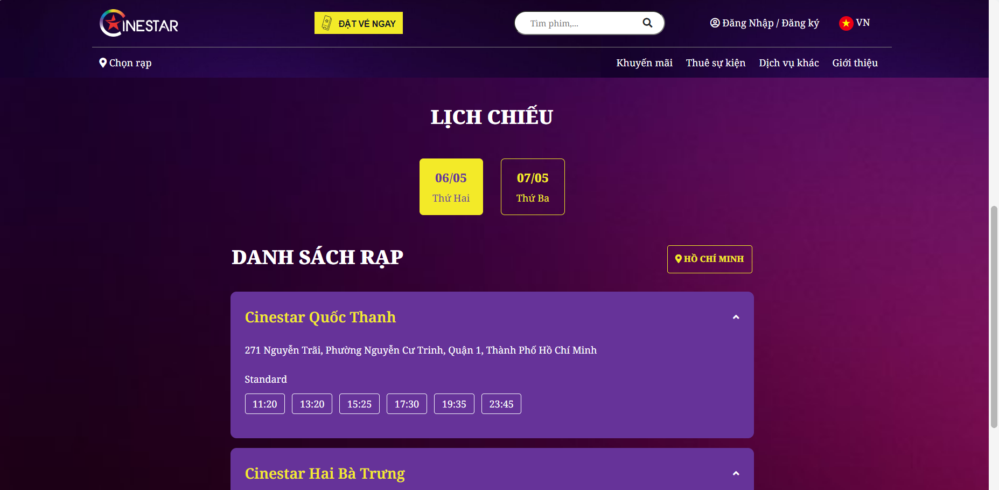 CINESTAR
ĐẶT VÉ NGAY
Tìm phim,...
Đăng Nhập / Đăng ký
VN
Chọn rạp
Khuyến mãi
Thuê sự kiện
Dịch vụ khác
Giới thiệu
LỊCH CHIẾU
06/05
Thứ Hai
07/05
Thứ Ba
DANH SÁCH RẠP
HỒ CHÍ MINH
Cinestar Quốc Thanh
271 Nguyễn Trãi, Phường Nguyễn Cư Trinh, Quận 1, Thành Phố Hồ Chí Minh
Standard
11:20 13:20 15:25 17:30 19:35 23:45
Cinestar Hai Bà Trưng